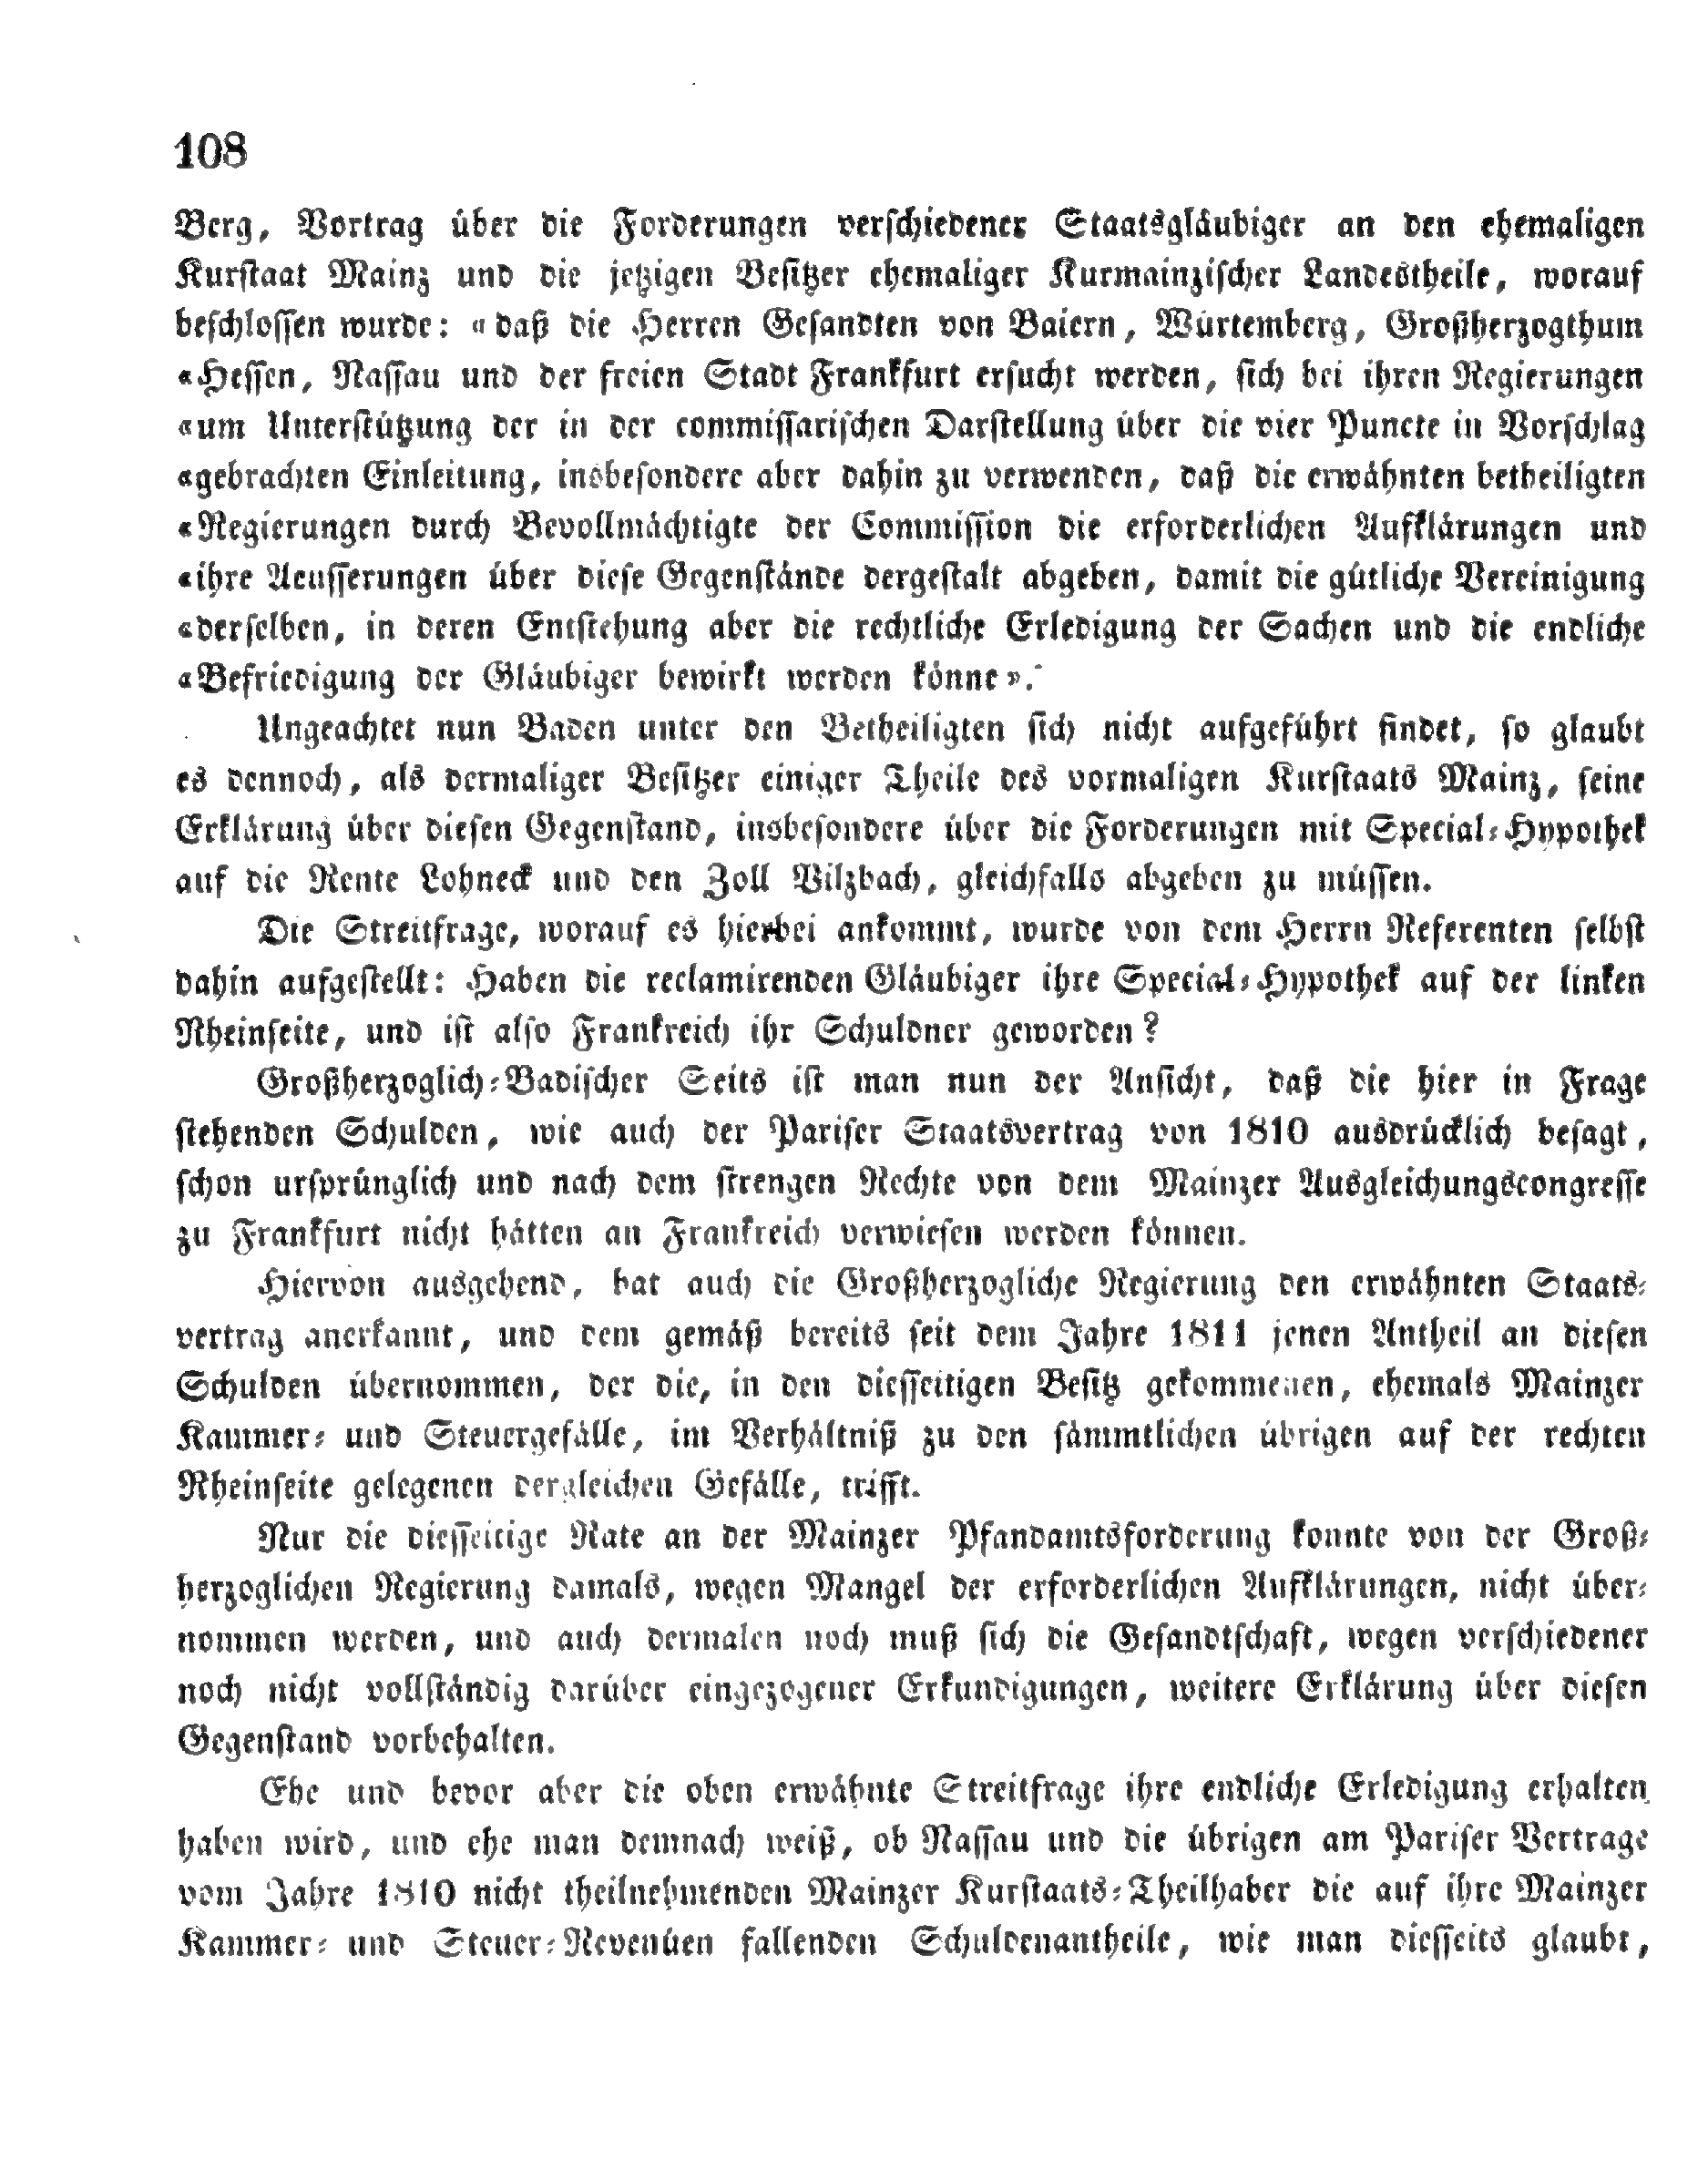 108
Berg, Vortrag über die Forderungen verschiedener Staatsgläubiger an den ehemaligen
Kurstaat Mainz und die jetzigen Besitzer ehemaliger Kurmainzischer Landestheile, worauf
beschlossen wurde: «daß die Herren Gesandten von Baiern, Würtemberg, Großherzogthum
«Hessen, Nassau und der freien Stadt Frankfurt ersucht werden, sich bei ihren Regierungen
«um Unterstützung der in der commissarischen Darstellung über die vier Puncte in Vorschlag
«gebrachten Einleitung, insbesondere aber dahin zu verwenden, daß die erwähnten betheiligten
«Regierungen durch Bevollmächtigte der Commission die erforderlichen Aufklärungen und
«ihre Aeusserungen über diese Gegenstände dergestalt abgeben, damit die gütliche Vereinigung
«derselben, in deren Entstehung aber die rechtliche Erledigung der Sachen und die endliche
«Befriedigung der Gläubiger bewirkt werden könne».
Ungeachtet nun Baden unter den Betheiligten sich nicht aufgeführt findet, so glaubt
es dennoch, als dermaliger Besitzer einiger Theile des vormaligen Kurstaats Mainz, seine
Erklärung über diesen Gegenstand, insbesondere über die Forderungen mit Special-Hypothek
auf die Rente Lohneck und den Zoll Vilzbach, gleichfalls abgeben zu müssen.
Die Streitfrage, worauf es hierbei ankommt, wurde von dem Herrn Referenten selbst
dahin aufgestellt: Haben die reclamirenden Gläubiger ihre Special-Hypothek auf der linken
Rheinseite, und ist also Frankreich ihr Schuldner geworden?
Großherzoglich-Badischer Seits ist man nun der Ansicht, daß die hier in Frage
stehenden Schulden, wie auch der Pariser Staatsvertrag von 1810 ausdrücklich besagt,
schon ursprünglich und nach dem strengen Rechte von dem Mainzer Ausgleichungscongresse
zu Frankfurt nicht hätten an Frankreich verwiesen werden können.
Hiervon ausgehend, hat auch die Großherzogliche Regierung den erwähnten Staats-
vertrag anerkannt, und dem gemäß bereits seit dem Jahre 1811 jenen Antheil an diesen
Schulden übernommen, der die, in den diesseitigen Besitz gekommenen, ehemals Mainzer
Kammer- und Steuergefälle, im Verhältniß zu den sämmtlichen übrigen auf der rechten
Rheinseite gelegenen dergleichen Gefälle, trifft.
Nur die diesseitige Rate an der Mainzer Pfandamtsforderung konnte von der Groß-
herzoglichen Regierung damals, wegen Mangel der erforderlichen Aufklärungen, nicht über-
nommen werden, und auch dermalen noch muß sich die Gesandtschaft, wegen verschiedener
noch nicht vollständig darüber eingezogener Erkundigungen, weitere Erklärung über diesen
Gegenstand vorbehalten.
Ehe und bevor aber die oben erwähnte Streitfrage ihre endliche Erledigung erhalten
haben wird, und ehe man demnach weiß, ob Nassau und die übrigen am Pariser Vertrage
vom Jahre 1810 nicht theilnehmenden Mainzer Kurstaats-Theilhaber die auf ihre Mainzer
Kammer- und Steuer-Revenüen fallenden Schuldenantheile, wie man diesseits glaubt,